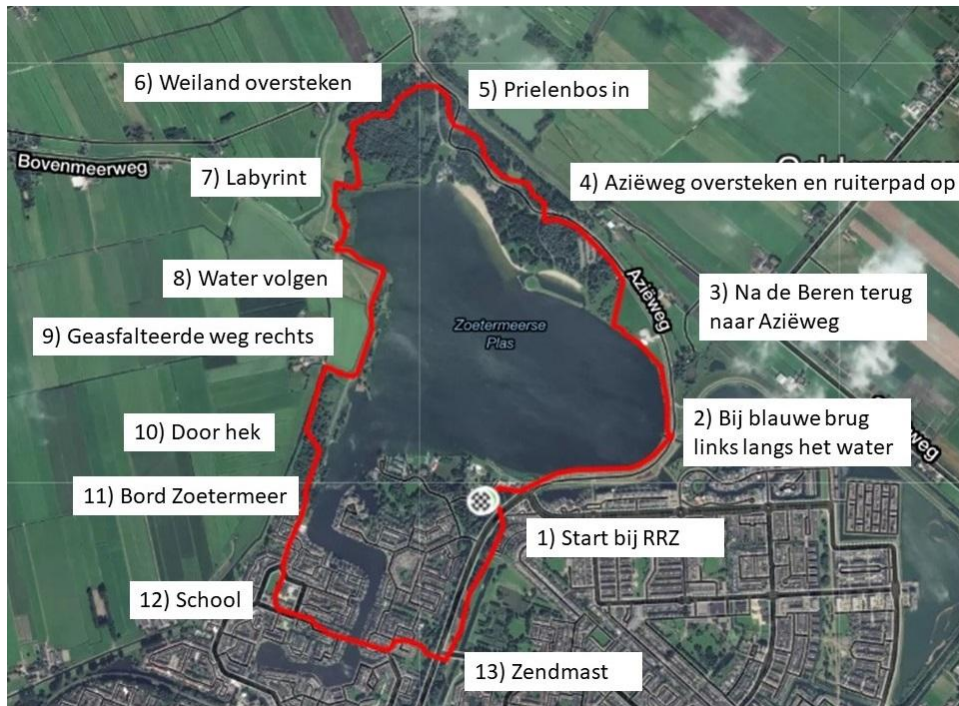 6) Weiland oversteken
5) Prielenbos in
Bovenmeerweg
7) Labyrint
4) Aziëweg oversteken en ruiterpad op
8) Water volgen
Aziëweg
3) Na de Beren terug
naar Aziëweg
Zoetermeerse
Plas
9) Geasfalteerde weg rechts
10) Door hek
2) Bij blauwe brug
links langs het water
11) Bord Zoetermeer
1) Start bij RRZ
12) School
13) Zendmast